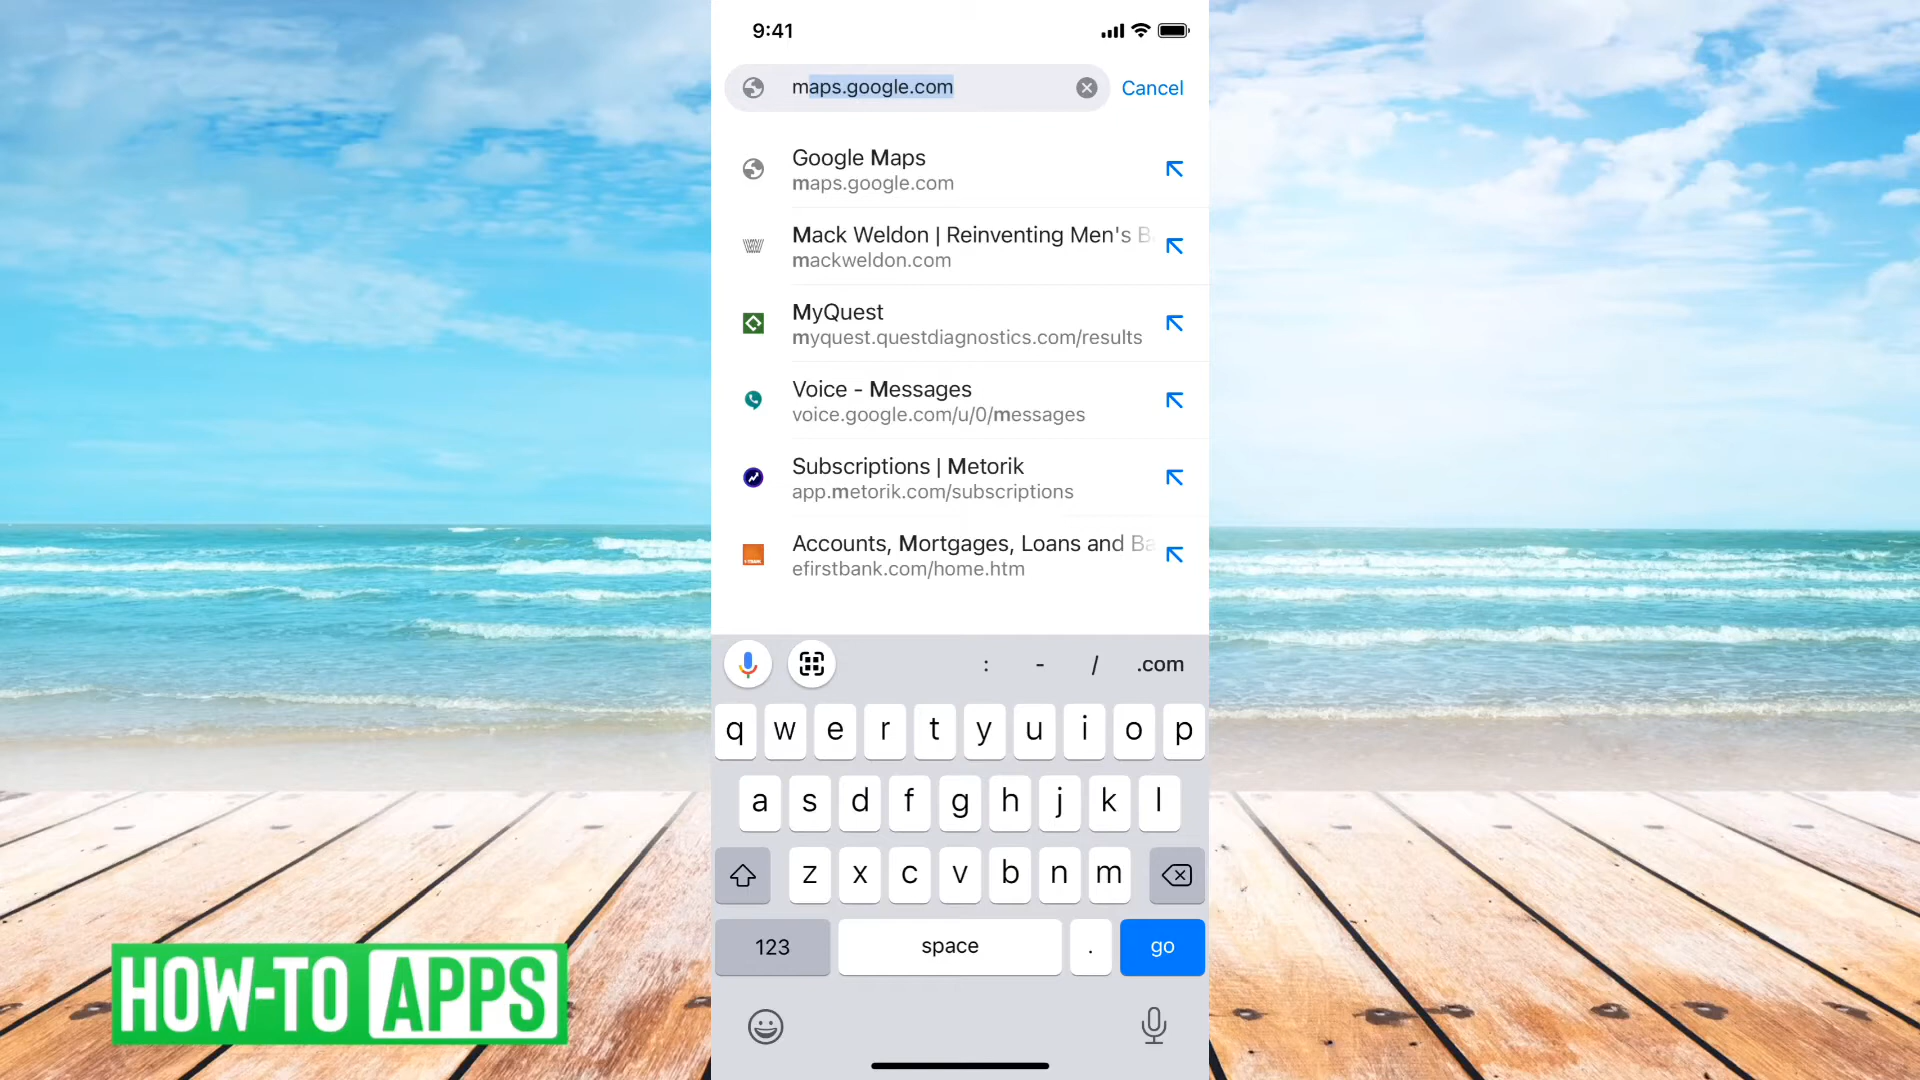 9:41
maps.google.com
Cancel
Google Maps
maps.google.com
Mack Weldon | Reinventing Men's B
mackweldon.com
MyQuest
myquest.questdiagnostics.com/results
Voice - Messages
voice.google.com/u/0/messages
Subscriptions | Metorik
app.metorik.com/subscriptions
Accounts, Mortgages, Loans and Ba
efirstbank.com/home.htm
: - / .com
q w e r t y u i o p
a s d f g h j k l
z x c v b n m
123 space . go
HOW-TO APPS